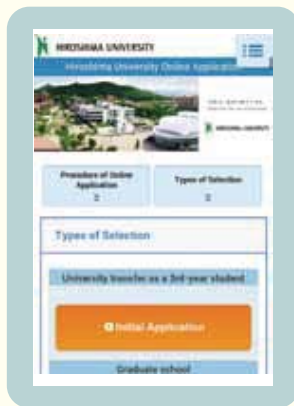 HIROSHIMA UNIVERSITY
Hiroshima University Online Application
HIROSHIMA UNIVERSITY
Procedure of Online
Application
Types of Selection
Types of Selection
University transfer as a 3rd-year student
Initial Application
Graduate school